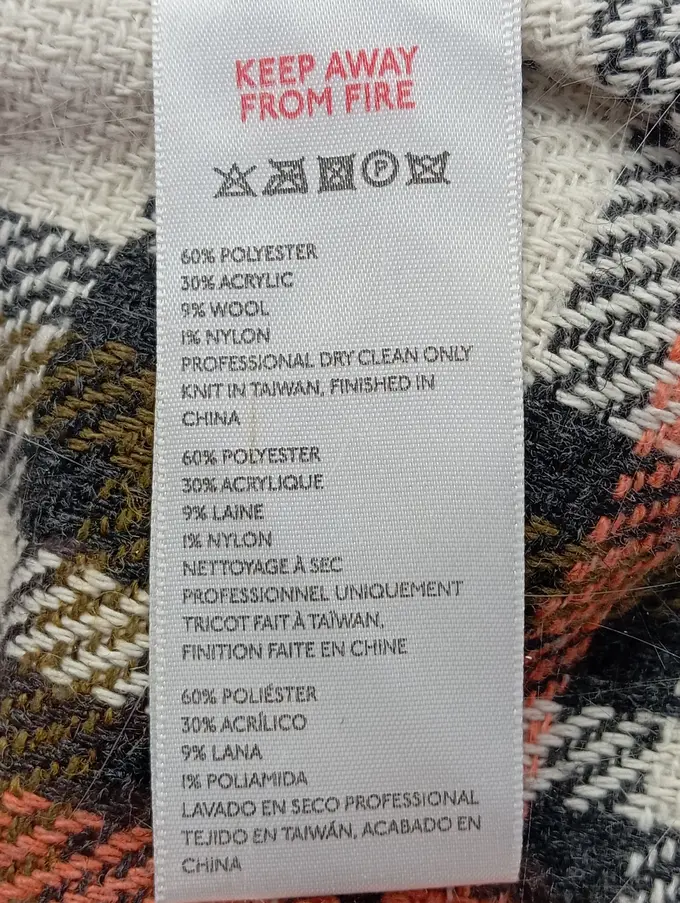 KEEP AWAY
FROM FIRE
P
60% POLYESTER
30% ACRYLIC
9% WOOL
1% NYLON
PROFESSIONAL DRY CLEAN ONLY
KNIT IN TAIWAN, FINISHED IN
CHINA
60% POLYESTER
30% ACRYLIQUE
9% LAINE
1% NYLON
NETTOYAGE À SEC
PROFESSIONNEL UNIQUEMENT
TRICOT FAIT À TAÏWAN,
FINITION FAITE EN CHINE
60% POLIÉSTER
30% ACRÍLICO
9% LANA
1% POLIAMIDA
LAVADO EN SECO PROFESSIONAL
TEJIDO EN TAIWÁN, ACABADO EN
CHINA